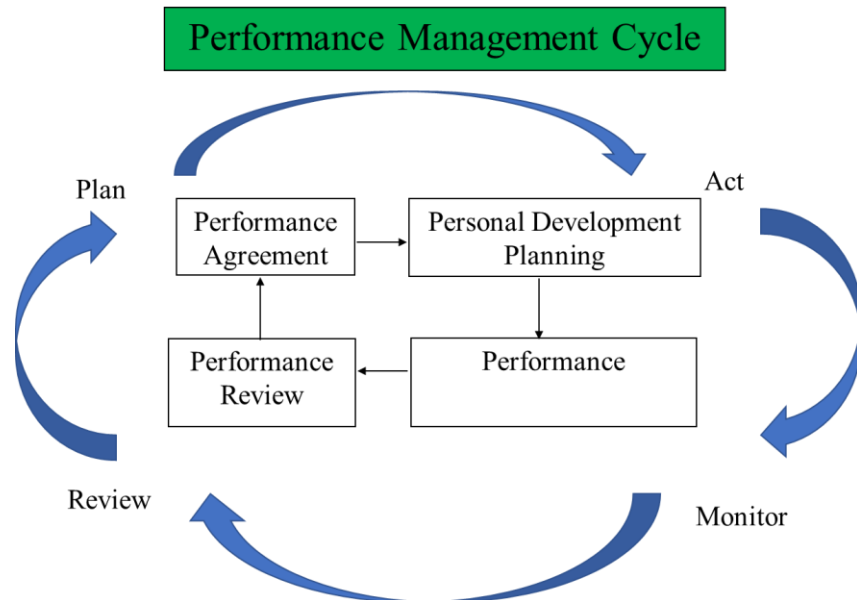 Performance Management Cycle
Plan
Act
Performance
Agreement
Personal Development
Planning
Performance
Review
Performance
Review
Monitor